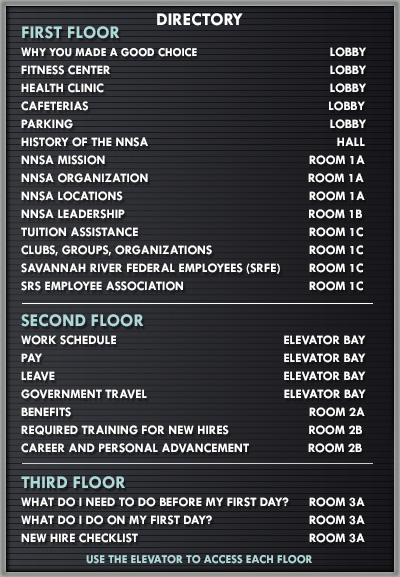 DIRECTORY
FIRST FLOOR
WHY YOU MADE A GOOD CHOICE LOBBY
FITNESS CENTER LOBBY
HEALTH CLINIC LOBBY
CAFETERIAS LOBBY
PARKING LOBBY
HISTORY OF THE NNSA HALL
NNSA MISSION ROOM 1A
NNSA ORGANIZATION ROOM 1A
NNSA LOCATIONS ROOM 1A
NNSA LEADERSHIP ROOM 1B
TUITION ASSISTANCE ROOM 1C
CLUBS, GROUPS, ORGANIZATIONS ROOM 1C
SAVANNAH RIVER FEDERAL EMPLOYEES (SRFE) ROOM 1C
SRS EMPLOYEE ASSOCIATION ROOM 1C
SECOND FLOOR
WORK SCHEDULE ELEVATOR BAY
PAY ELEVATOR BAY
LEAVE ELEVATOR BAY
GOVERNMENT TRAVEL ELEVATOR BAY
BENEFITS ROOM 2A
REQUIRED TRAINING FOR NEW HIRES ROOM 2B
CAREER AND PERSONAL ADVANCEMENT ROOM 2B
THIRD FLOOR
WHAT DO I NEED TO DO BEFORE MY FIRST DAY? ROOM 3A
WHAT DO I DO ON MY FIRST DAY? ROOM 3A
NEW HIRE CHECKLIST ROOM 3A
USE THE ELEVATOR TO ACCESS EACH FLOOR